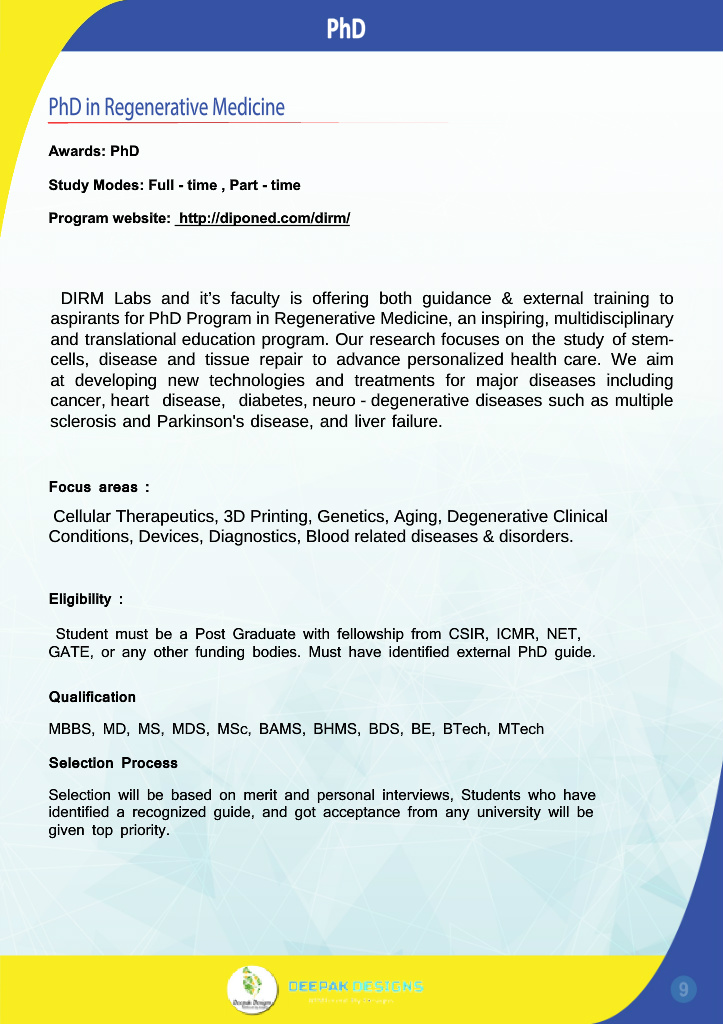 PhD
PhD in Regenerative Medicine
Awards: PhD
Study Modes: Full - time , Part - time
Program website: http://diponed.com/dirm/
DIRM Labs and it's faculty is offering both guidance & external training to
aspirants for PhD Program in Regenerative Medicine, an inspiring, multidisciplinary
and translational education program. Our research focuses on the study of stem-
cells, disease and tissue repair to advance personalized health care. We aim
at developing new technologies and treatments for major diseases including
cancer, heart disease, diabetes, neuro - degenerative diseases such as multiple
sclerosis and Parkinson's disease, and liver failure.
Focus areas :
Cellular Therapeutics, 3D Printing, Genetics, Aging, Degenerative Clinical
Conditions, Devices, Diagnostics, Blood related diseases & disorders.
Eligibility :
Student must be a Post Graduate with fellowship from CSIR, ICMR, NET,
GATE, or any other funding bodies. Must have identified external PhD guide.
Qualification
MBBS, MD, MS, MDS, MSc, BAMS, BHMS, BDS, BE, BTech, MTech
Selection Process
Selection will be based on merit and personal interviews, Students who have
identified a recognized guide, and got acceptance from any university will be
given top priority.
Deepak Designs
DEEPAK DESIGNS
9